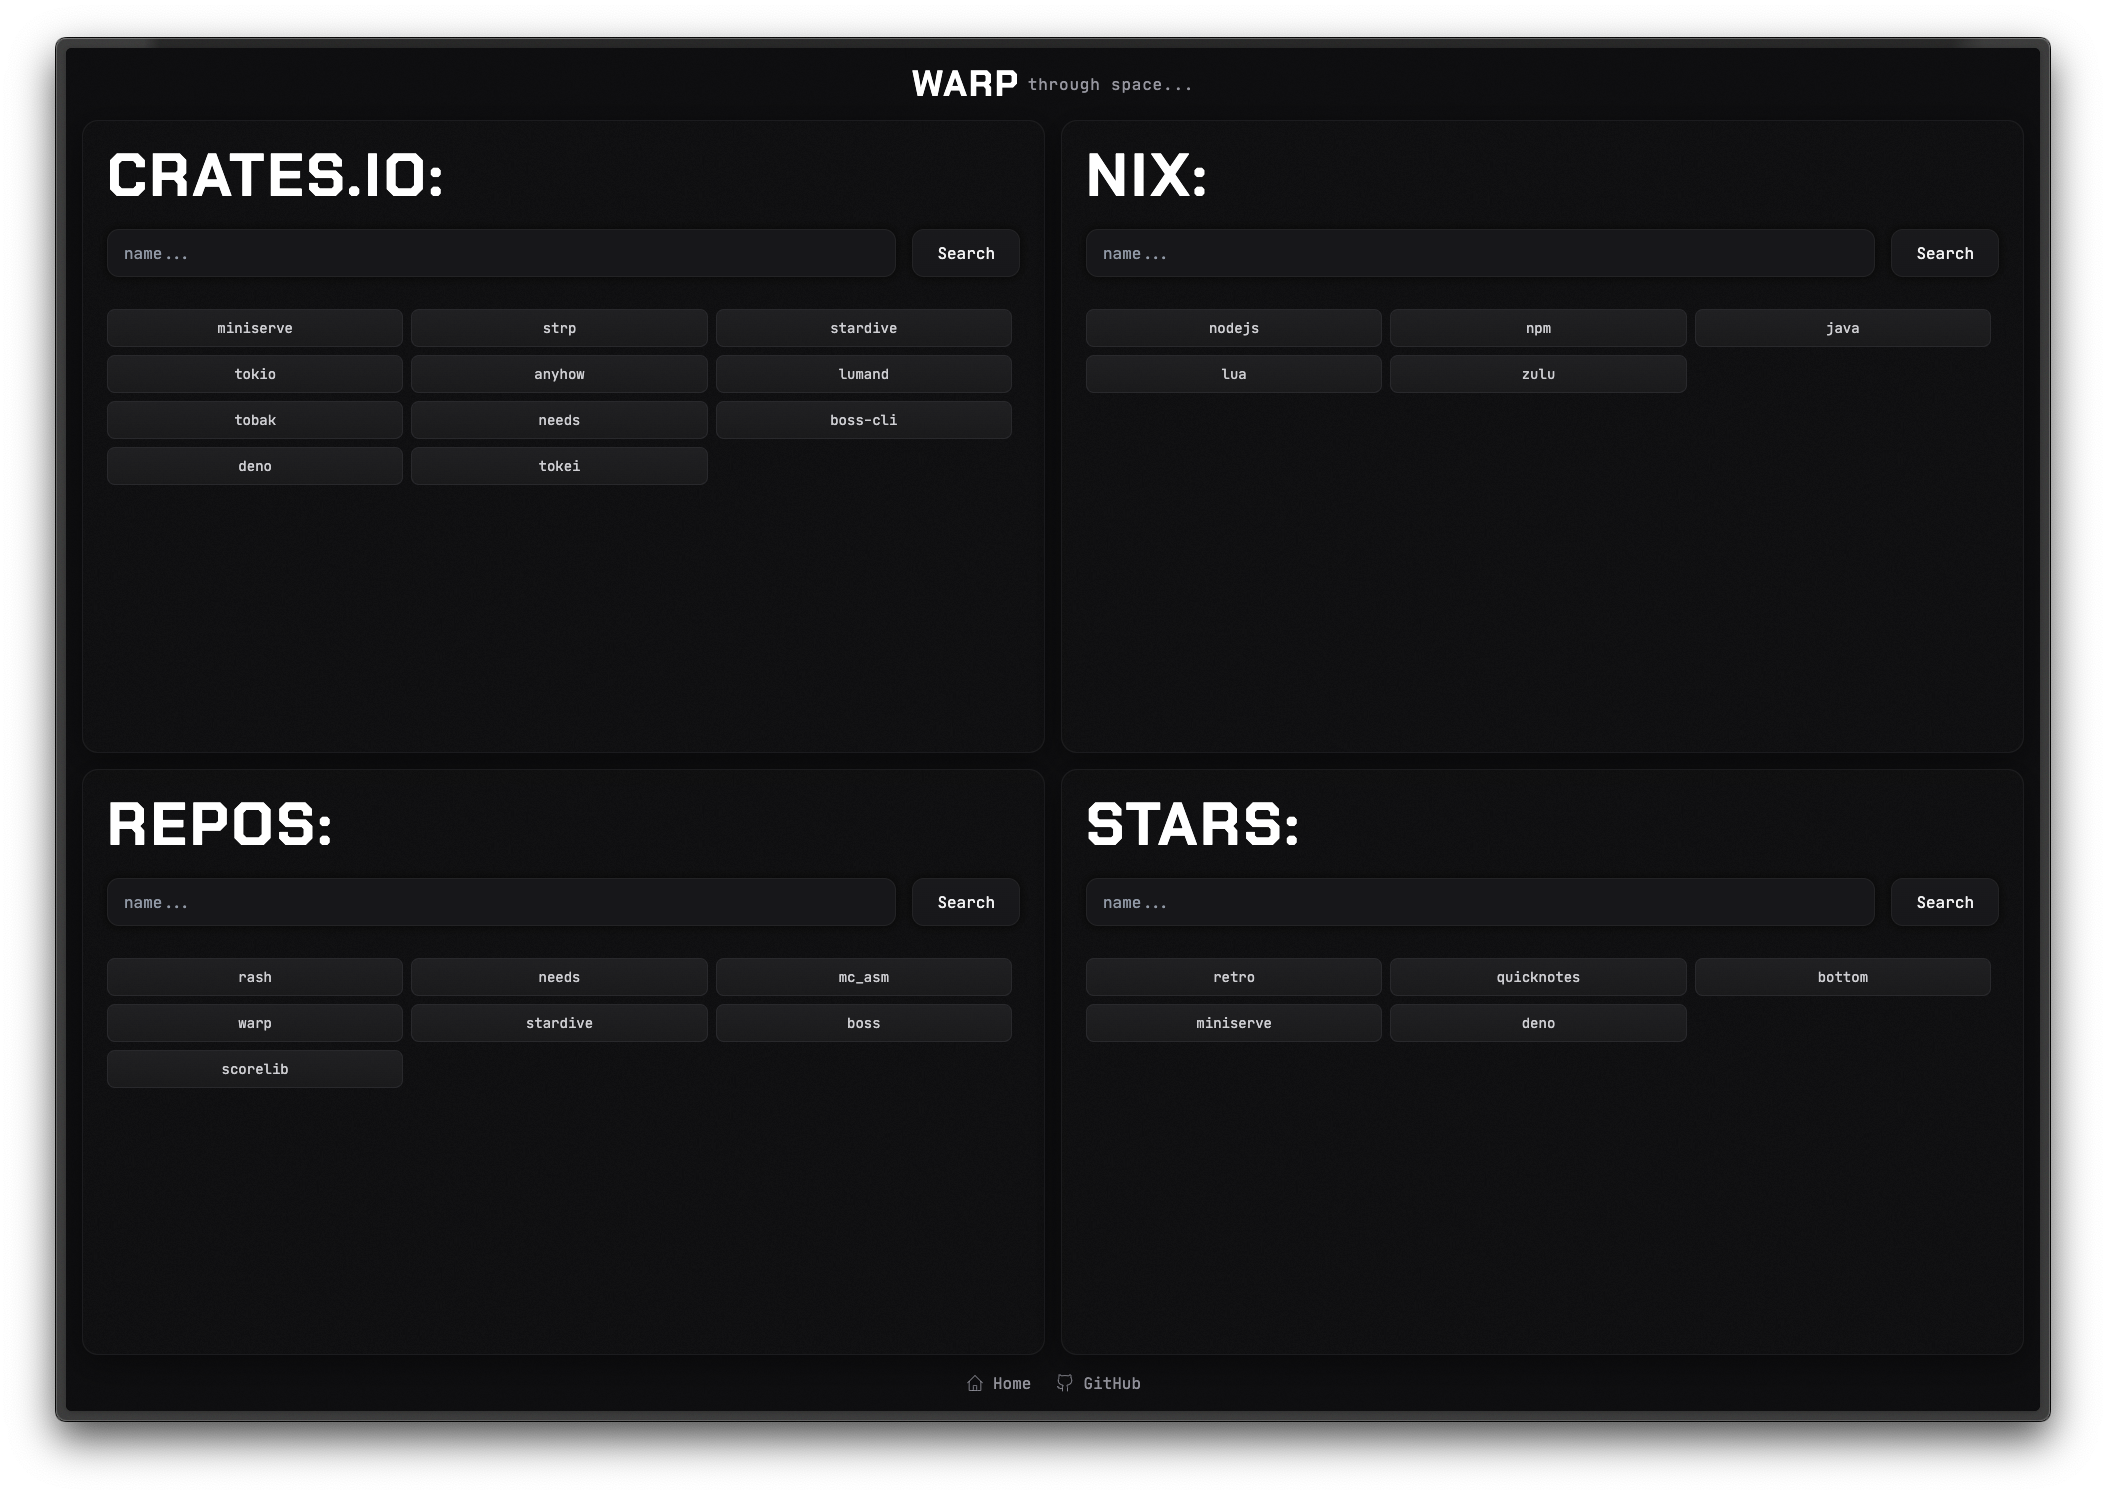 WARP through space...
CRATES.IO:
name...
Search
miniserve strp stardive
tokio anyhow lumand
tobak needs boss-cli
deno tokei
NIX:
name...
Search
nodejs npm java
lua zulu
REPOS:
name...
Search
rash needs mc_asm
warp stardive boss
scorelib
STARS:
name...
Search
retro quicknotes bottom
miniserve deno
Home GitHub